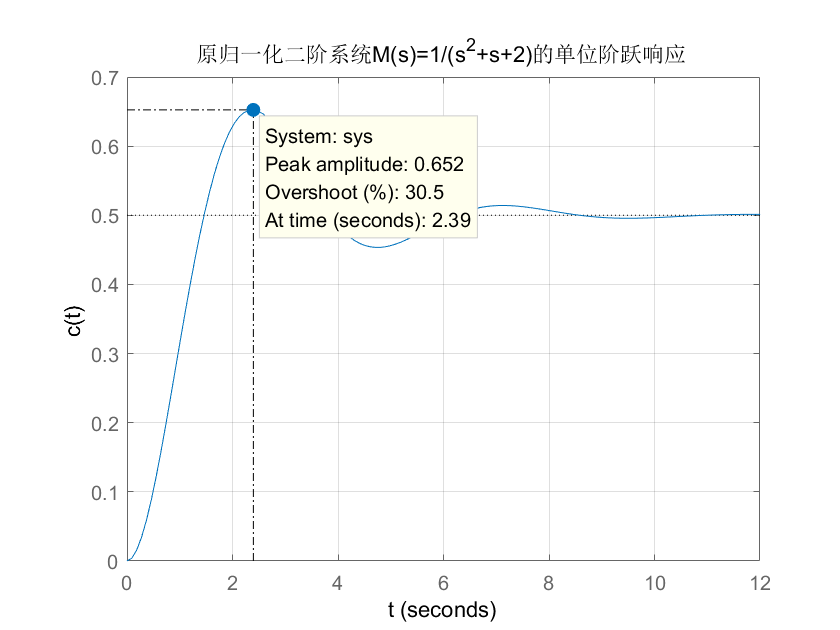 原归一化二阶系统M(s)=1/(s²+s+2)的单位阶跃响应
0.7
0.6
0.5
0.4
0.3
0.2
0.1
0
c(t)
System: sys
Peak amplitude: 0.652
Overshoot (%): 30.5
At time (seconds): 2.39
0 2 4 6 8 10 12
t (seconds)